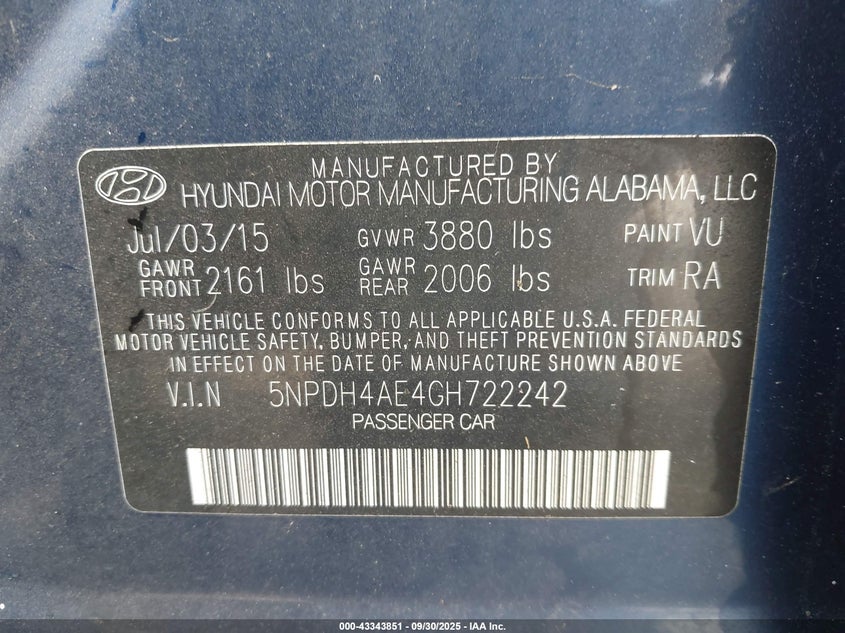 MANUFACTURED BY
HYUNDAI MOTOR MANUFACTURING ALABAMA, LLC
Jul/03/15 GVWR 3880 lbs PAINT VU
GAWR FRONT 2161 lbs GAWR REAR 2006 lbs TRIM RA
THIS VEHICLE CONFORMS TO ALL APPLICABLE U.S.A. FEDERAL
MOTOR VEHICLE SAFETY, BUMPER, AND THEFT PREVENTION STANDARDS
IN EFFECT ON THE DATE OF MANUFACTURE SHOWN ABOVE
V.I.N 5NPDH4AE4GH722242
PASSENGER CAR
000-43343851 - 09/30/2025 - IAA Inc.